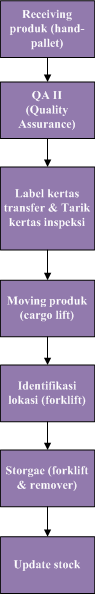 Receiving
produk (hand-
pallet)
QA II
(Quality
Assurance)
Label kertas
transfer & Tarik
kertas inspeksi
Moving produk
(cargo lift)
Identifikasi
lokasi (forklift)
Storgae (forklift
& remover)
Update stock